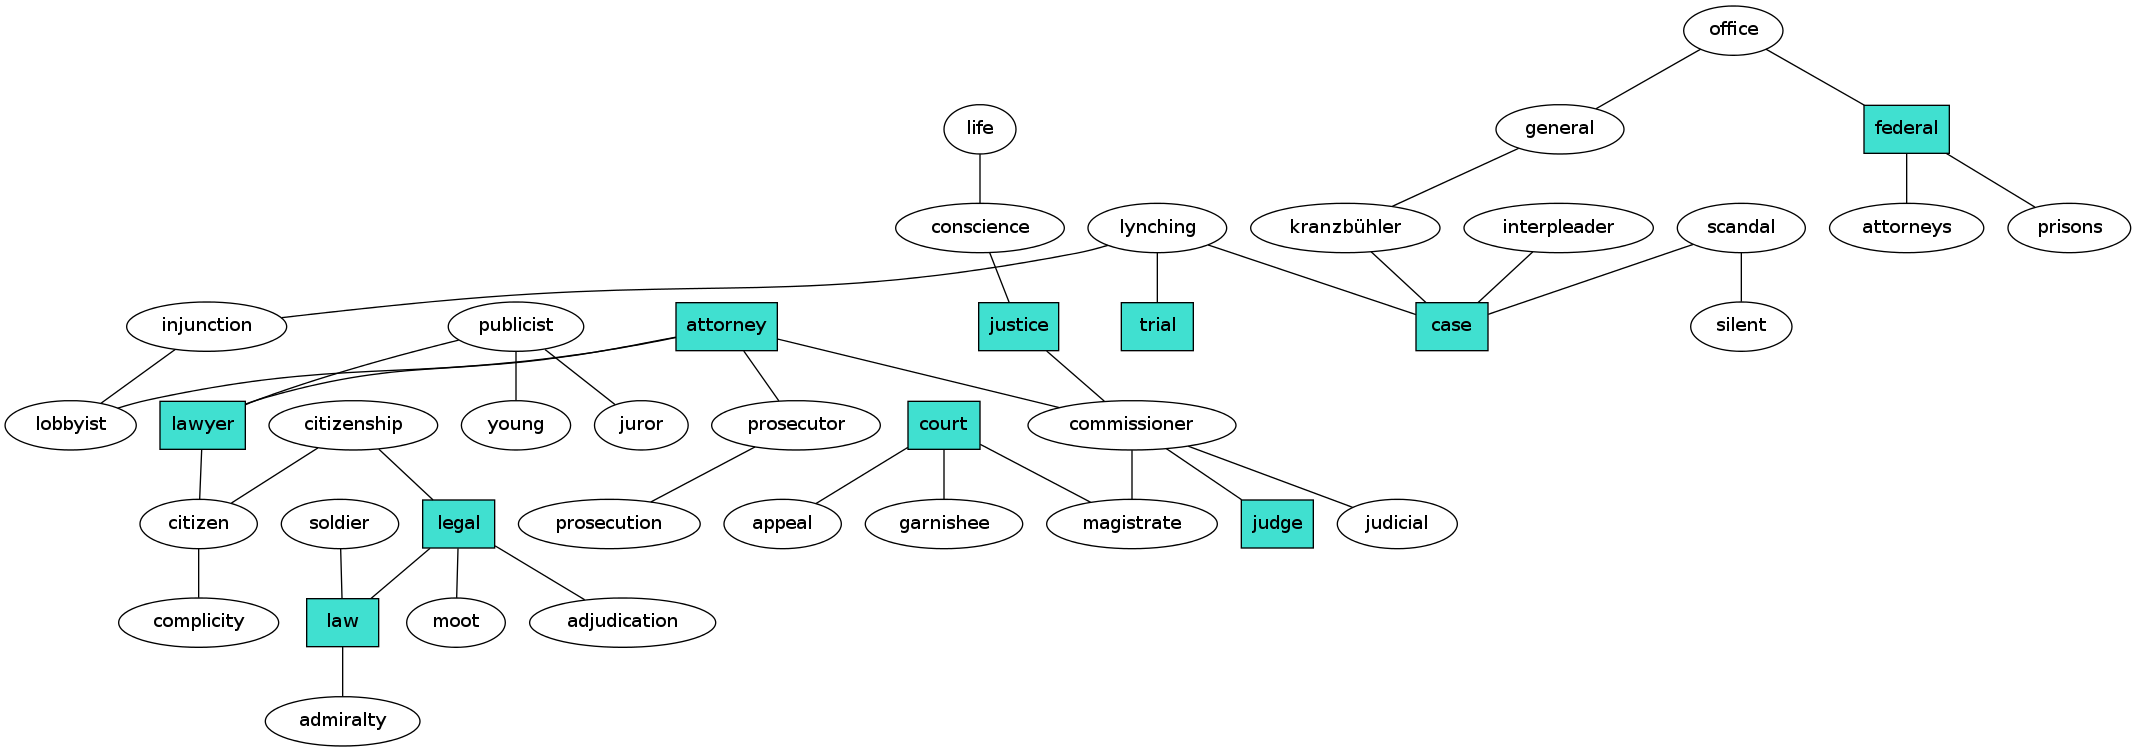 office
life
general
federal
conscience
lynching
kranzbühler
interpleader
scandal
attorneys
prisons
injunction
publicist
attorney
justice
trial
case
silent
lobbyist
lawyer
citizenship
young
juror
prosecutor
court
commissioner
citizen
soldier
legal
prosecution
appeal
garnishee
magistrate
judge
judicial
complicity
law
moot
adjudication
admiralty